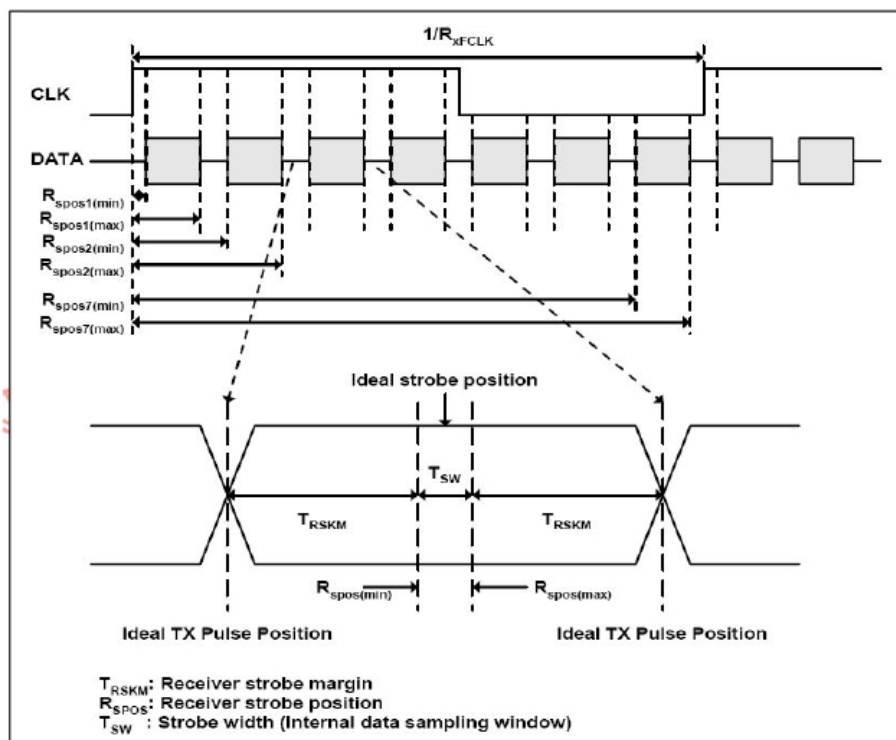 1/RxFCLK
CLK
DATA
Rspos1(min)
Rspos1(max)
Rspos2(min)
Rspos2(max)
Rspos7(min)
Rspos7(max)
Ideal strobe position
TSW
TRSKM TRSKM
Rspos(min) Rspos(max)
Ideal TX Pulse Position Ideal TX Pulse Position
TRSKM: Receiver strobe margin
RSPOS: Receiver strobe position
TSW : Strobe width (Internal data sampling window)